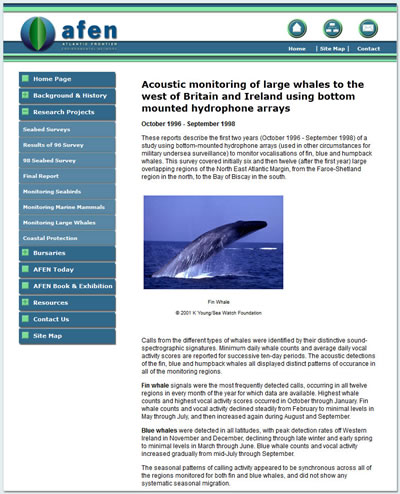 afen
ATLANTIC FRONTIER
ENVIRONMENTAL NETWORK
Home | Site Map | Contact
Home Page
Background & History
Research Projects
Seabed Surveys
Results of 96 Survey
98 Seabed Survey
Final Report
Monitoring Seabirds
Monitoring Marine Mammals
Monitoring Large Whales
Coastal Protection
Bursaries
AFEN Today
AFEN Book & Exhibition
Resources
Contact Us
Site Map
Acoustic monitoring of large whales to the
west of Britain and Ireland using bottom
mounted hydrophone arrays
October 1996 - September 1998
These reports describe the first two years (October 1996 - September 1998) of a
study using bottom-mounted hydrophone arrays (used in other circumstances for
military undersea surveillance) to monitor vocalisations of fin, blue and humpback
whales. This survey covered initially six and then twelve (after the first year) large
overlapping regions of the North East Atlantic Margin, from the Faroe-Shetland
region in the north, to the Bay of Biscay in the south.
Fin Whale
© 2001 K Young/Sea Watch Foundation
Calls from the different types of whales were identified by their distinctive sound-
spectrographic signatures. Minimum daily whale counts and average daily vocal
activity scores are reported for successive ten-day periods. The acoustic detections
of the fin, blue and humpback whales all displayed distinct patterns of occurance in
all of the monitoring regions.
Fin whale signals were the most frequently detected calls, occurring in all twelve
regions in every month of the year for which data are available. Highest whale
counts and highest vocal activity scores occurred in October through January. Fin
whale counts and vocal activity declined steadily from February to minimal levels in
May through July, and then increased again during August and September.
Blue whales were detected in all latitudes, with peak detection rates off Western
Ireland in November and December, declining through late winter and early spring
to minimal levels in March through June. Blue whale counts and vocal activity
increased gradually from mid-July through September.
The seasonal patterns of calling activity appeared to be synchronous across all of
the regions monitored for both fin and blue whales, and did not show any
systematic seasonal migration.